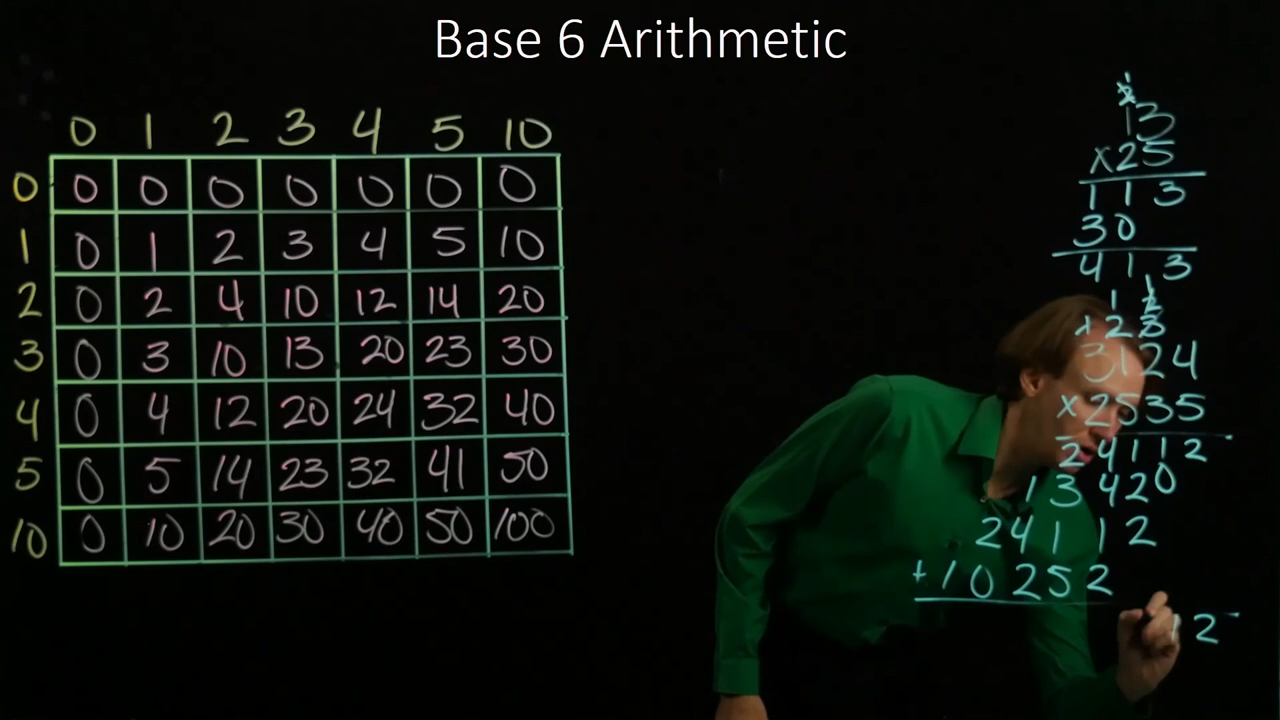 Base 6 Arithmetic
0 1 2 3 4 5 10
0 0 0 0 0 0 0 0
1 0 1 2 3 4 5 10
2 0 2 4 10 12 14 20
3 0 3 10 13 20 23 30
4 0 4 12 20 24 32 40
5 0 5 14 23 32 41 50
10 0 10 20 30 40 50 100
1
13
x25
113
30
413
1
+ 2
3124
x2535
24112
13420
24112
+10252
2